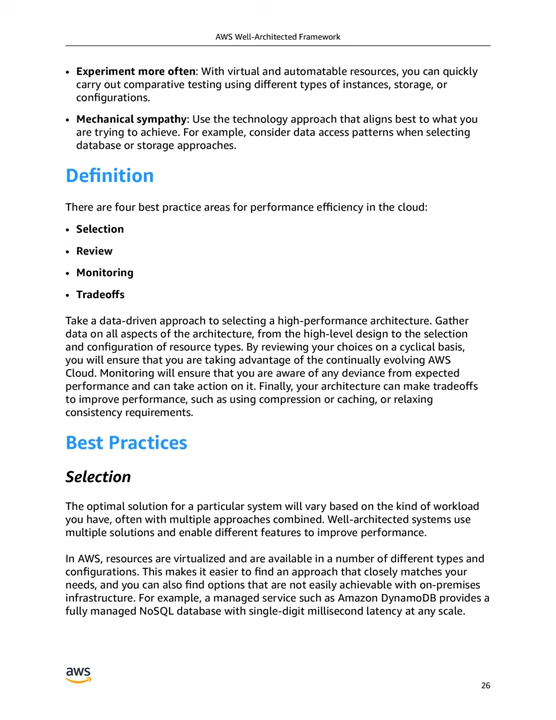 AWS Well-Architected Framework
• Experiment more often: With virtual and automatable resources, you can quickly
carry out comparative testing using different types of instances, storage, or
configurations.
• Mechanical sympathy: Use the technology approach that aligns best to what you
are trying to achieve. For example, consider data access patterns when selecting
database or storage approaches.
Definition
There are four best practice areas for performance efficiency in the cloud:
• Selection
• Review
• Monitoring
• Tradeoffs
Take a data-driven approach to selecting a high-performance architecture. Gather
data on all aspects of the architecture, from the high-level design to the selection
and configuration of resource types. By reviewing your choices on a cyclical basis,
you will ensure that you are taking advantage of the continually evolving AWS
Cloud. Monitoring will ensure that you are aware of any deviance from expected
performance and can take action on it. Finally, your architecture can make tradeoffs
to improve performance, such as using compression or caching, or relaxing
consistency requirements.
Best Practices
Selection
The optimal solution for a particular system will vary based on the kind of workload
you have, often with multiple approaches combined. Well-architected systems use
multiple solutions and enable different features to improve performance.
In AWS, resources are virtualized and are available in a number of different types and
configurations. This makes it easier to find an approach that closely matches your
needs, and you can also find options that are not easily achievable with on-premises
infrastructure. For example, a managed service such as Amazon DynamoDB provides a
fully managed NoSQL database with single-digit millisecond latency at any scale.
aws
26